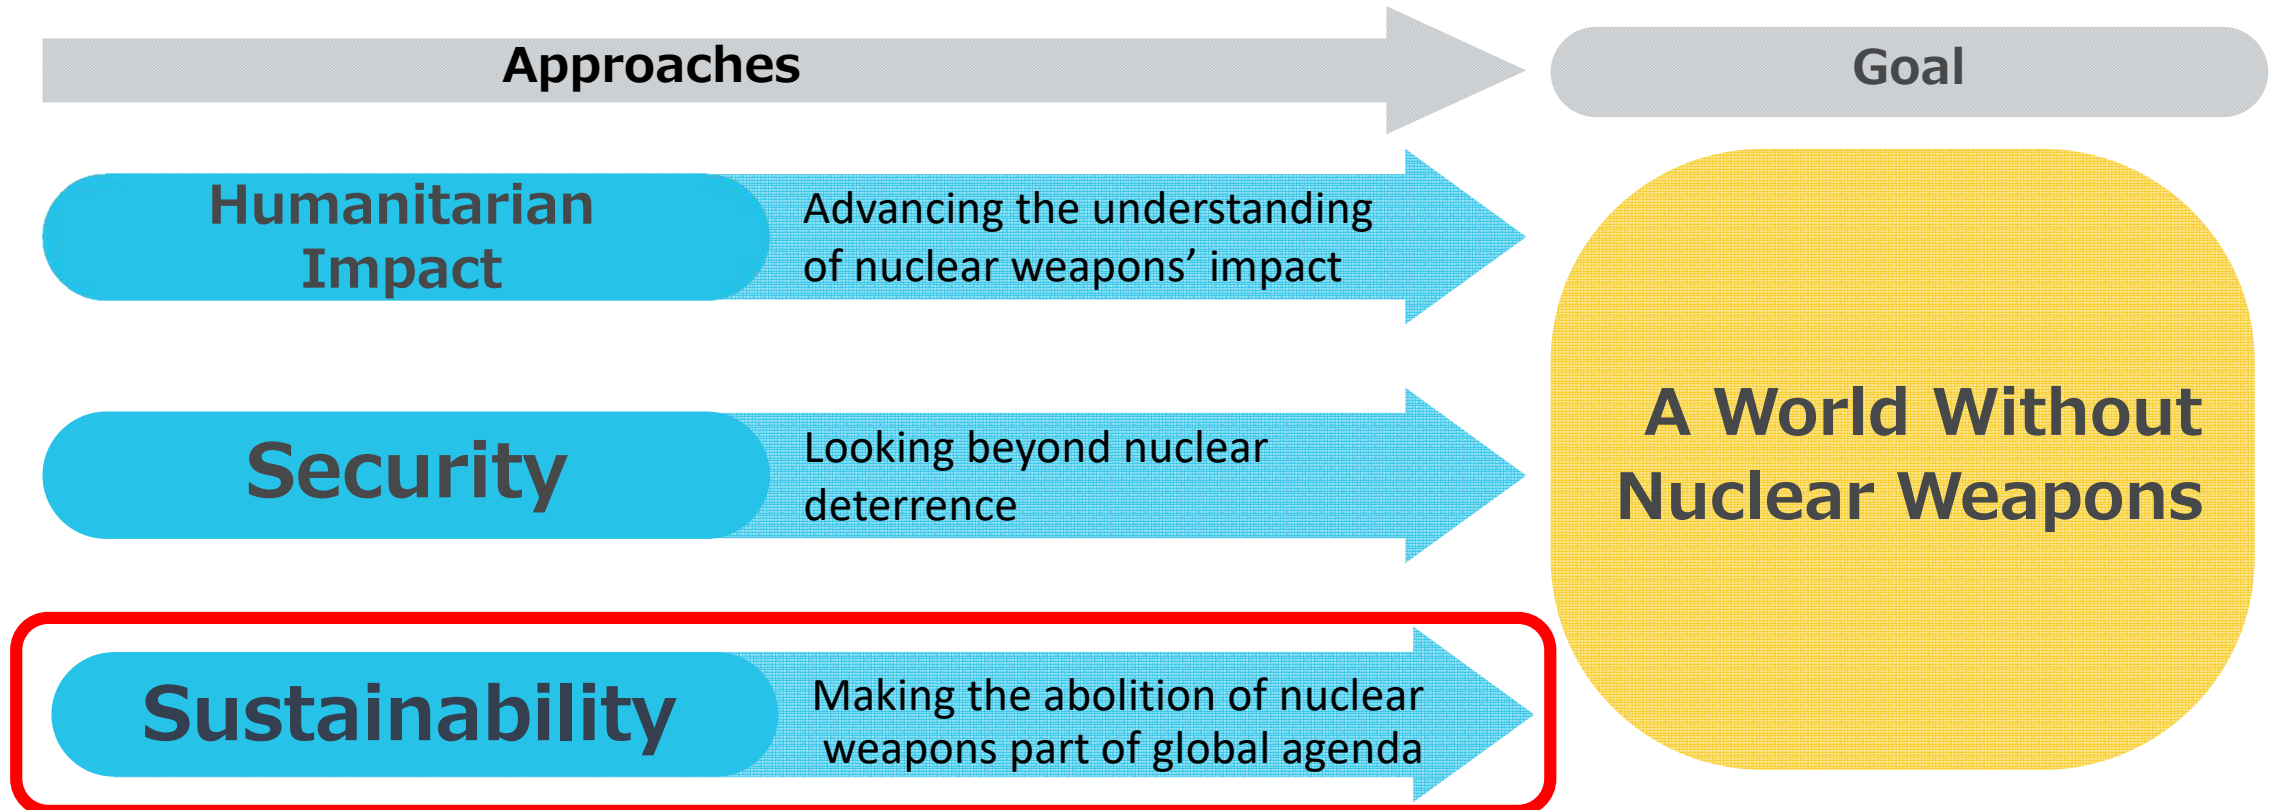 Approaches
Goal
Humanitarian
Impact
Advancing the understanding
of nuclear weapons’ impact
Security
Looking beyond nuclear
deterrence
Sustainability
Making the abolition of nuclear
weapons part of global agenda
A World Without
Nuclear Weapons